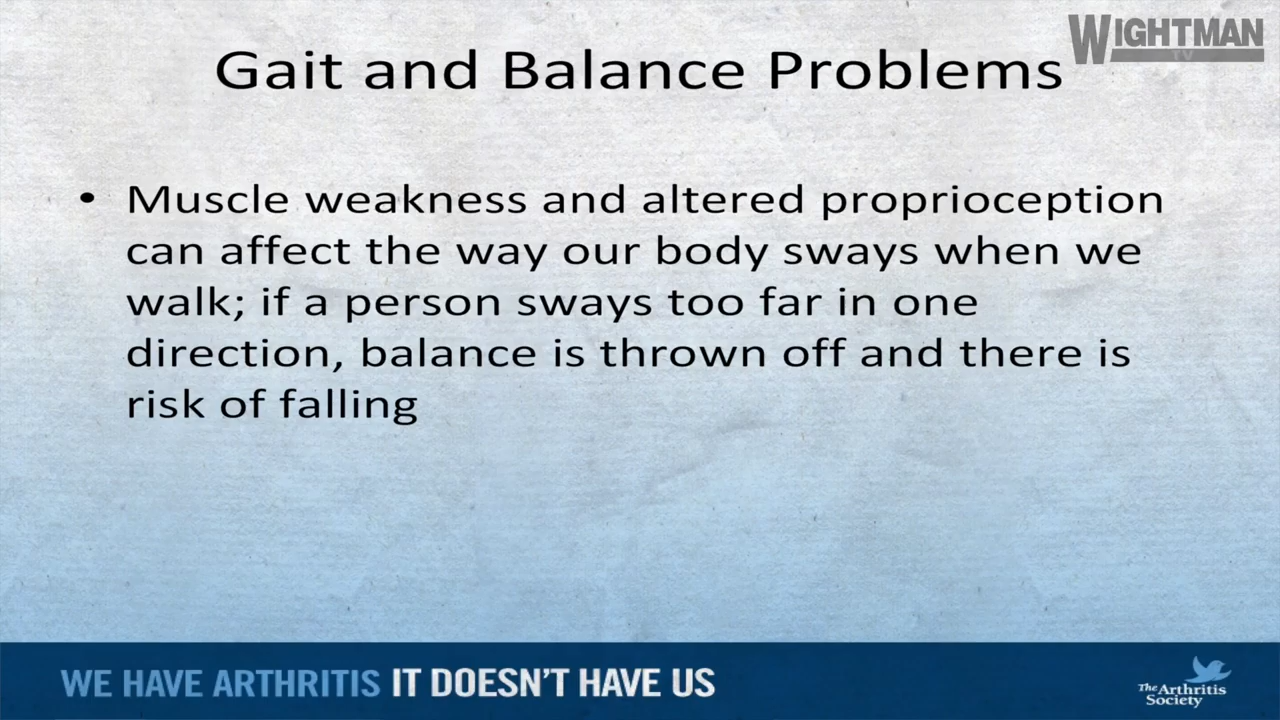 WIGHTMAN
TV
Gait and Balance Problems
• Muscle weakness and altered proprioception
can affect the way our body sways when we
walk; if a person sways too far in one
direction, balance is thrown off and there is
risk of falling
WE HAVE ARTHRITIS IT DOESN'T HAVE US
The Arthritis
Society